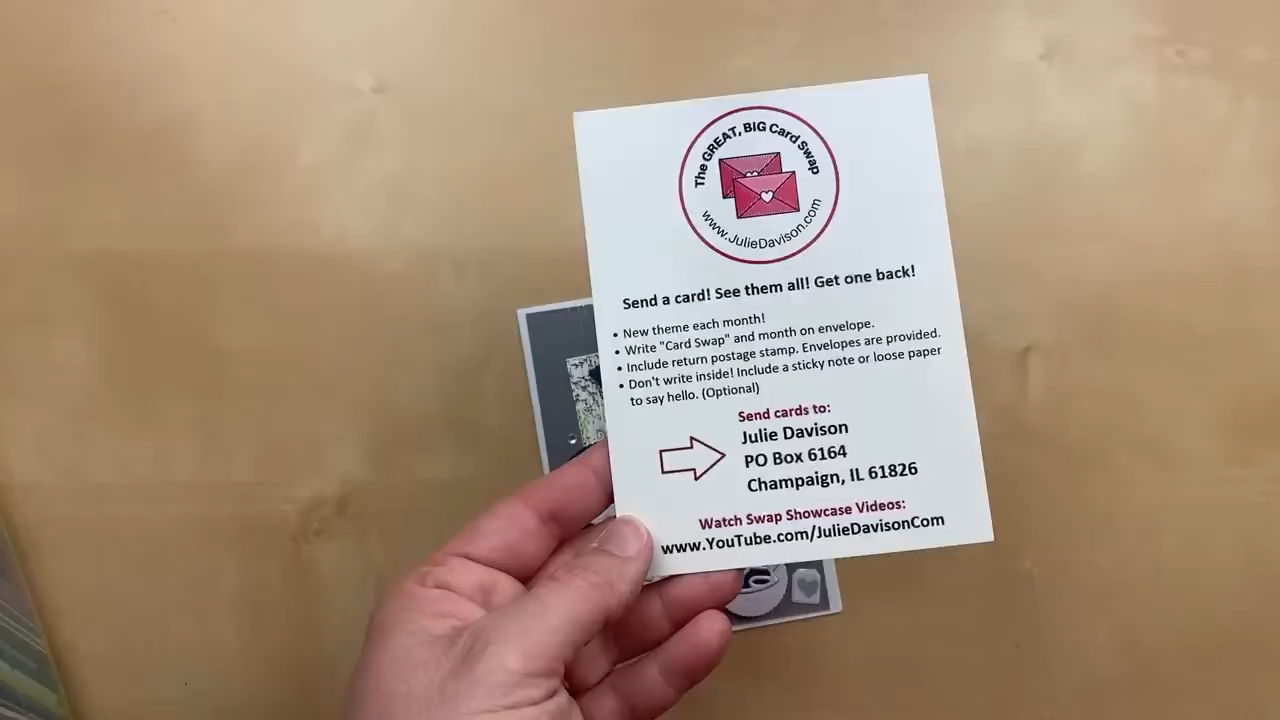 The GREAT, BIG Card Swap
www.JulieDavison.com
Send a card! See them all! Get one back!
• New theme each month!
• Write "Card Swap" and month on envelope.
• Include return postage stamp. Envelopes are provided.
• Don't write inside! Include a sticky note or loose paper
to say hello. (Optional)
Send cards to:
Julie Davison
PO Box 6164
Champaign, IL 61826
Watch Swap Showcase Videos:
www.YouTube.com/JulieDavisonCom